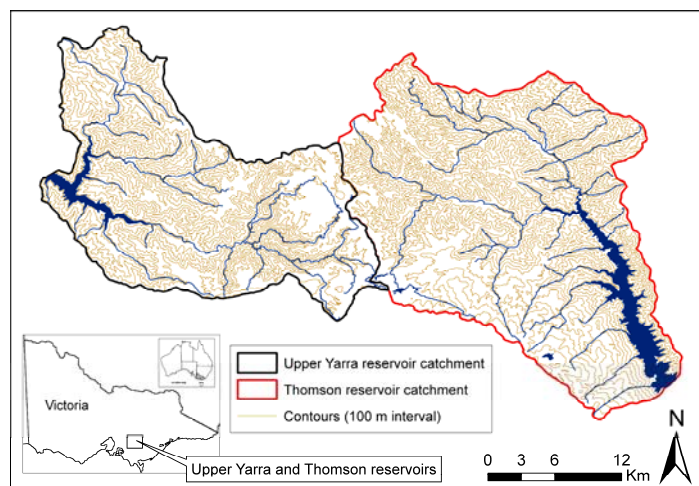 Upper Yarra reservoir catchment
Thomson reservoir catchment
Contours (100 m interval)
Victoria
Upper Yarra and Thomson reservoirs
N
0 3 6 12
Km